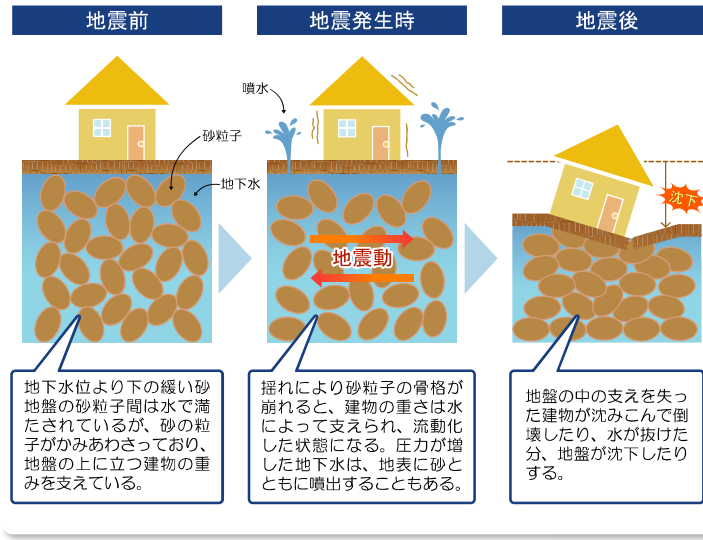 地震前
地震発生時
地震後
噴水
砂粒子
地下水
地震動
沈下
地下水位より下の緩い砂
地盤の砂粒子間は水で満
たされているが、砂の粒
子がかみあわさっており、
地盤の上に立つ建物の重
みを支えている。
揺れにより砂粒子の骨格が
崩れると、建物の重さは水
によって支えられ、流動化
した状態になる。圧力が増
した地下水は、地表に砂と
ともに噴出することもある。
地盤の中の支えを失っ
た建物が沈みこんで倒
壊したり、水が抜けた
分、地盤が沈下したり
する。